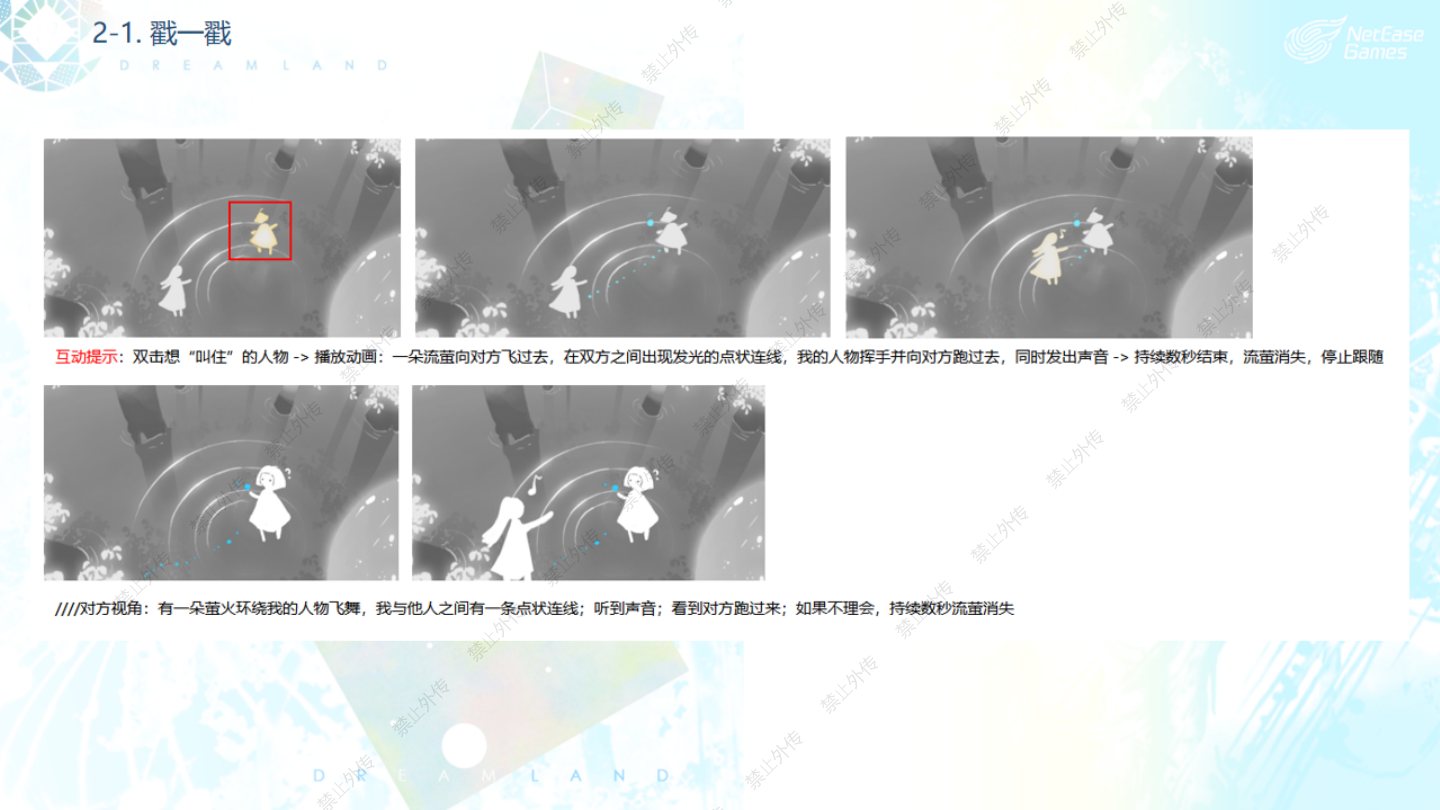 2-1. 戳一戳
DREAMLAND
NetEase
Games
互动提示：双击想“叫住”的人物 -> 播放动画：一朵流萤向对方飞过去，在双方之间出现发光的点状连线，我的人物挥手并向对方跑过去，同时发出声音 -> 持续数秒结束，流萤消失，停止跟随
////对方视角：有一朵萤火环绕我的人物飞舞，我与他人之间有一条点状连线；听到声音；看到对方跑过来；如果不理会，持续数秒流萤消失
DREAMLAND
禁止外传